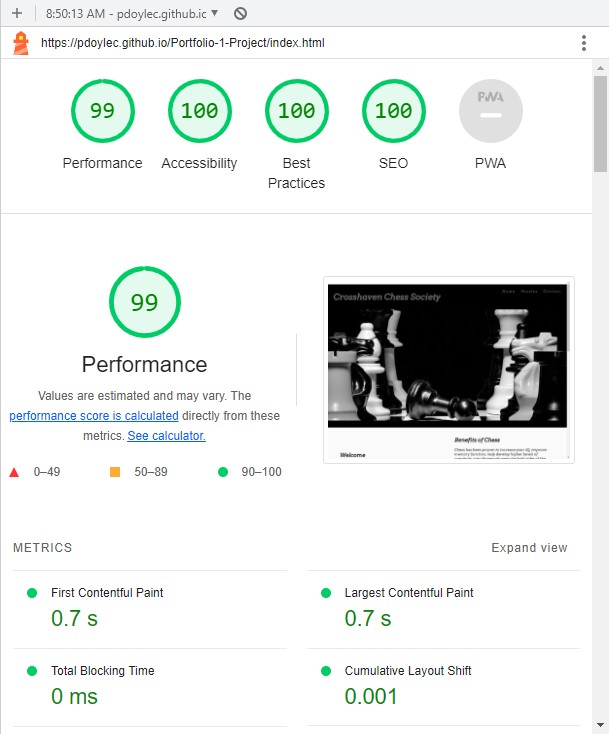 8:50:13 AM - pdoylec.github.ic
https://pdoylec.github.io/Portfolio-1-Project/index.html
99
100
100
100
PWA
Performance
Accessibility
Best
Practices
SEO
PWA
99
Performance
Values are estimated and may vary. The
performance score is calculated directly from these
metrics. See calculator.
0–49
50–89
90–100
Crosshaven Chess Society
Benefits of Chess
Welcome
METRICS
Expand view
First Contentful Paint
0.7 s
Largest Contentful Paint
0.7 s
Total Blocking Time
0 ms
Cumulative Layout Shift
0.001